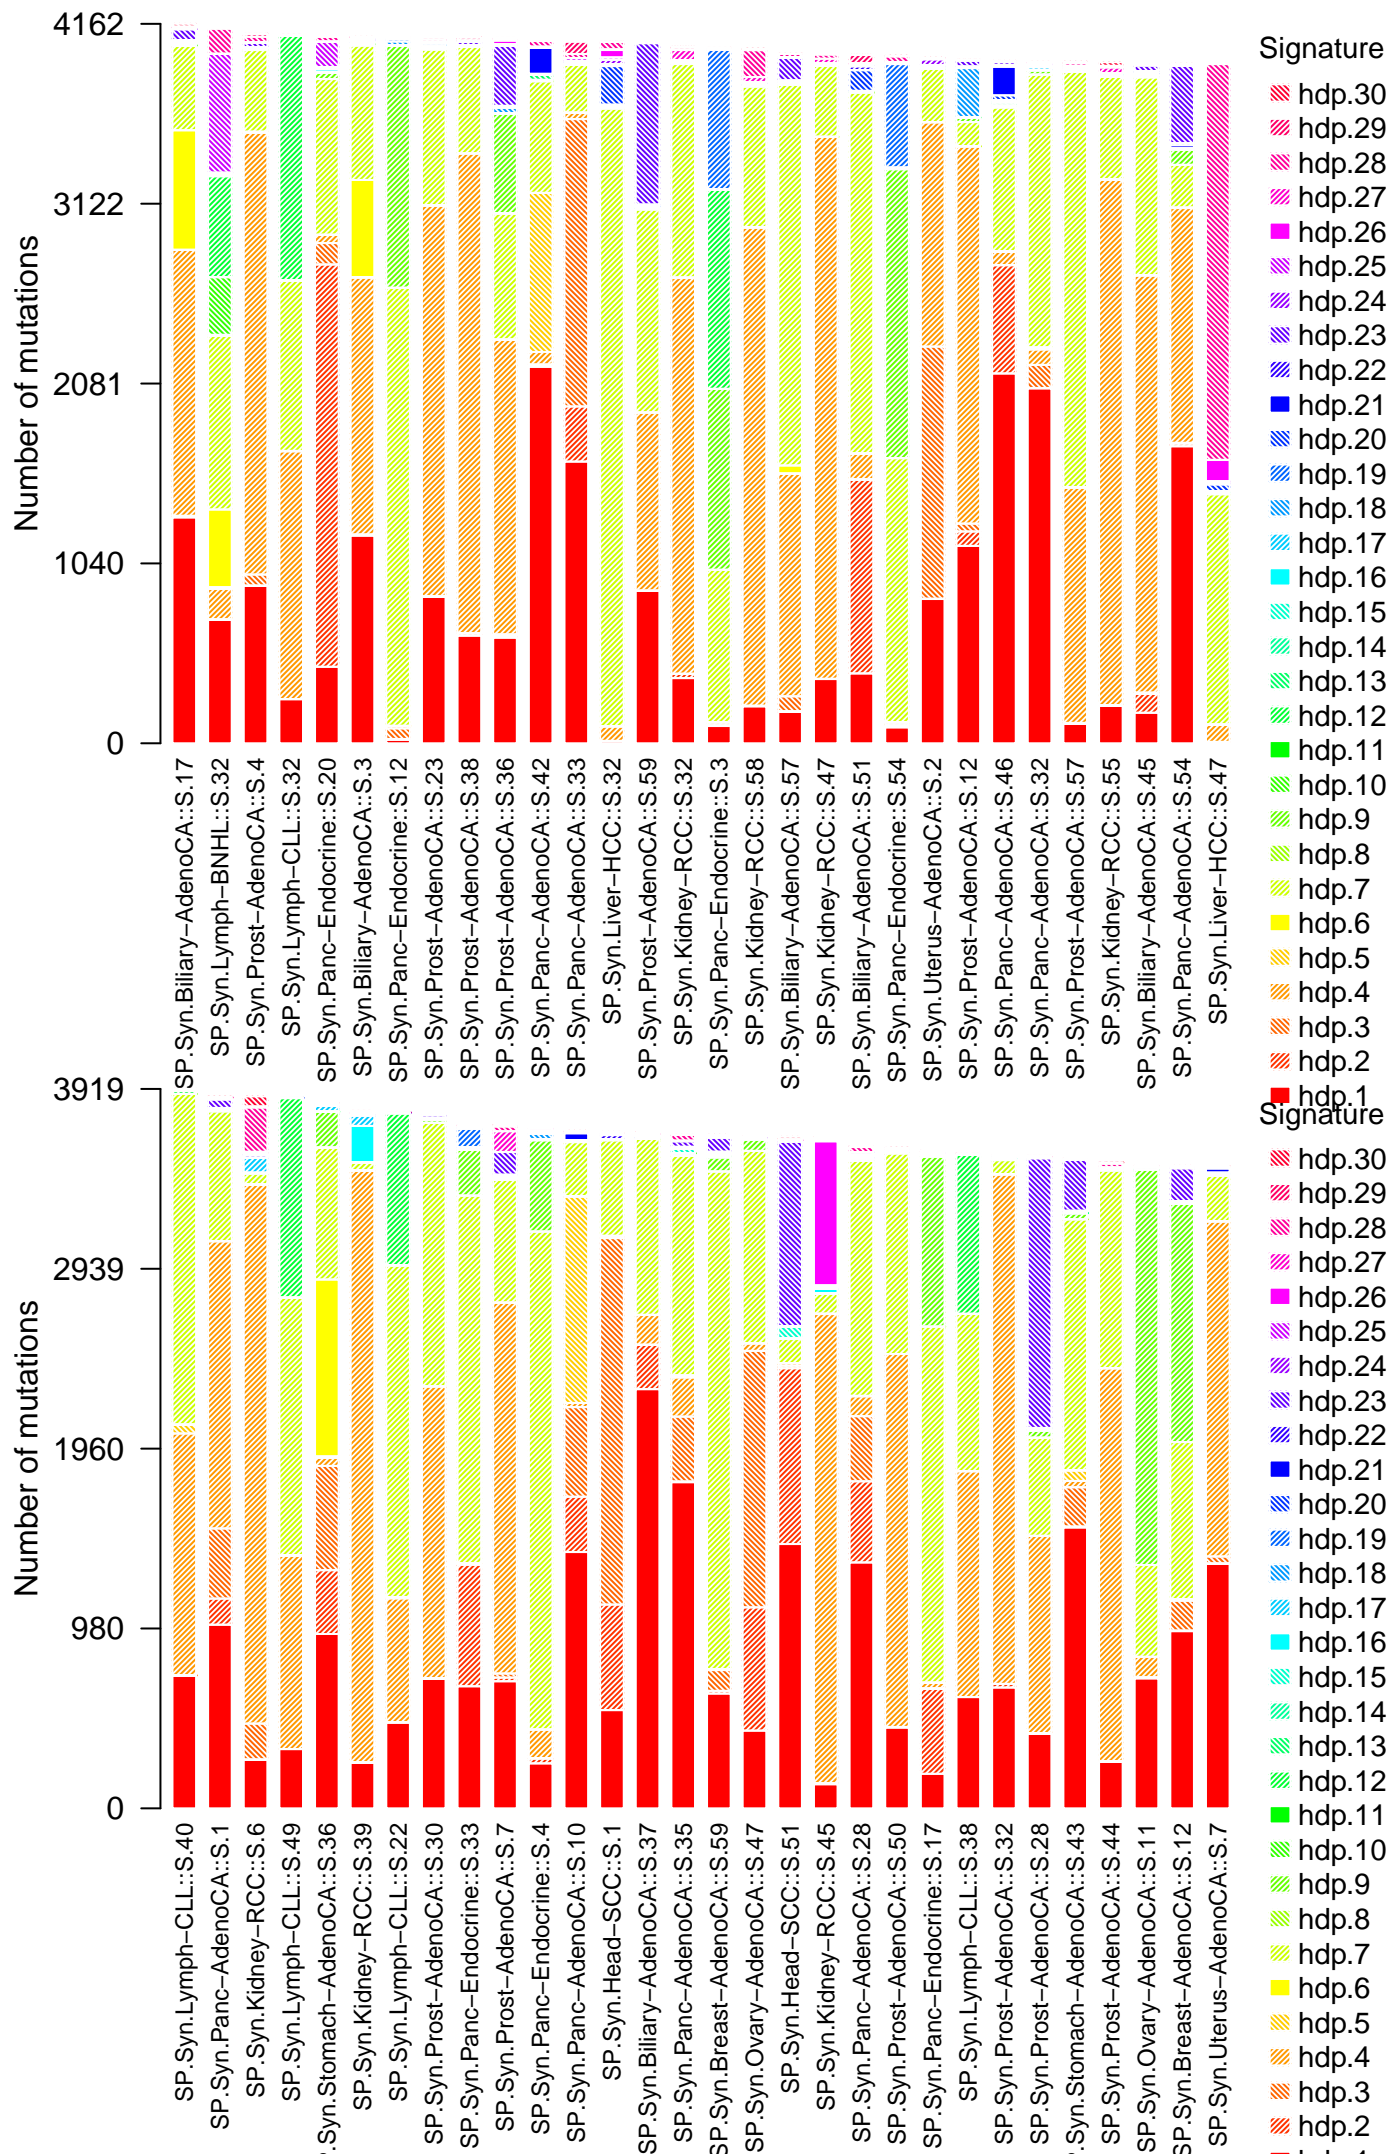 Signature
hdp.30
hdp.29
hdp.28
hdp.27
hdp.26
hdp.25
hdp.24
hdp.23
hdp.22
hdp.21
hdp.20
hdp.19
hdp.18
hdp.17
hdp.16
hdp.15
hdp.14
hdp.13
hdp.12
hdp.11
hdp.10
hdp.9
hdp.8
hdp.7
hdp.6
hdp.5
hdp.4
hdp.3
hdp.2
hdp.1
Number of mutations
4162
3122
2081
1040
0
SP.Syn.Biliary−AdenoCA::S.17
SP.Syn.Lymph−BNHL::S.32
SP.Syn.Prost−AdenoCA::S.4
SP.Syn.Lymph−CLL::S.32
SP.Syn.Panc−Endocrine::S.20
SP.Syn.Biliary−AdenoCA::S.3
SP.Syn.Panc−Endocrine::S.12
SP.Syn.Prost−AdenoCA::S.23
SP.Syn.Prost−AdenoCA::S.38
SP.Syn.Prost−AdenoCA::S.36
SP.Syn.Panc−AdenoCA::S.42
SP.Syn.Panc−AdenoCA::S.33
SP.Syn.Liver−HCC::S.32
SP.Syn.Prost−AdenoCA::S.59
SP.Syn.Kidney−RCC::S.32
SP.Syn.Panc−Endocrine::S.3
SP.Syn.Kidney−RCC::S.58
SP.Syn.Biliary−AdenoCA::S.57
SP.Syn.Kidney−RCC::S.47
SP.Syn.Biliary−AdenoCA::S.51
SP.Syn.Panc−Endocrine::S.54
SP.Syn.Uterus−AdenoCA::S.2
SP.Syn.Prost−AdenoCA::S.12
SP.Syn.Panc−AdenoCA::S.46
SP.Syn.Panc−AdenoCA::S.32
SP.Syn.Prost−AdenoCA::S.57
SP.Syn.Kidney−RCC::S.55
SP.Syn.Biliary−AdenoCA::S.45
SP.Syn.Panc−AdenoCA::S.54
SP.Syn.Liver−HCC::S.47
Signature
hdp.30
hdp.29
hdp.28
hdp.27
hdp.26
hdp.25
hdp.24
hdp.23
hdp.22
hdp.21
hdp.20
hdp.19
hdp.18
hdp.17
hdp.16
hdp.15
hdp.14
hdp.13
hdp.12
hdp.11
hdp.10
hdp.9
hdp.8
hdp.7
hdp.6
hdp.5
hdp.4
hdp.3
hdp.2
Number of mutations
3919
2939
1960
980
0
SP.Syn.Lymph−CLL::S.40
SP.Syn.Panc−AdenoCA::S.1
SP.Syn.Kidney−RCC::S.6
SP.Syn.Lymph−CLL::S.49
.Syn.Stomach−AdenoCA::S.36
SP.Syn.Kidney−RCC::S.39
SP.Syn.Lymph−CLL::S.22
SP.Syn.Prost−AdenoCA::S.30
SP.Syn.Panc−Endocrine::S.33
SP.Syn.Prost−AdenoCA::S.7
SP.Syn.Panc−Endocrine::S.4
SP.Syn.Panc−AdenoCA::S.10
SP.Syn.Head−SCC::S.1
SP.Syn.Biliary−AdenoCA::S.37
SP.Syn.Panc−AdenoCA::S.35
SP.Syn.Breast−AdenoCA::S.59
SP.Syn.Ovary−AdenoCA::S.47
SP.Syn.Head−SCC::S.51
SP.Syn.Kidney−RCC::S.45
SP.Syn.Panc−AdenoCA::S.28
SP.Syn.Prost−AdenoCA::S.50
SP.Syn.Panc−Endocrine::S.17
SP.Syn.Lymph−CLL::S.38
SP.Syn.Prost−AdenoCA::S.32
SP.Syn.Prost−AdenoCA::S.28
.Syn.Stomach−AdenoCA::S.43
SP.Syn.Prost−AdenoCA::S.44
SP.Syn.Ovary−AdenoCA::S.11
SP.Syn.Breast−AdenoCA::S.12
SP.Syn.Uterus−AdenoCA::S.7